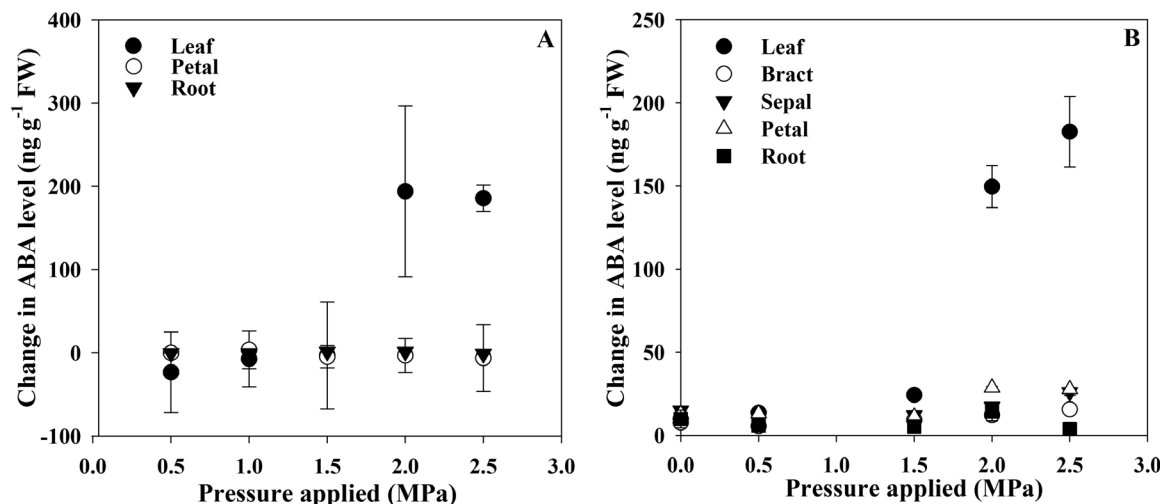 A
Leaf
Petal
Root
400
300
200
100
0
-100
0.0 0.5 1.0 1.5 2.0 2.5 3.0
Change in ABA level (ng g⁻¹ FW)
Pressure applied (MPa)
B
Leaf
Bract
Sepal
Petal
Root
250
200
150
100
50
0
0.0 0.5 1.0 1.5 2.0 2.5 3.0
Change in ABA level (ng g⁻¹ FW)
Pressure applied (MPa)